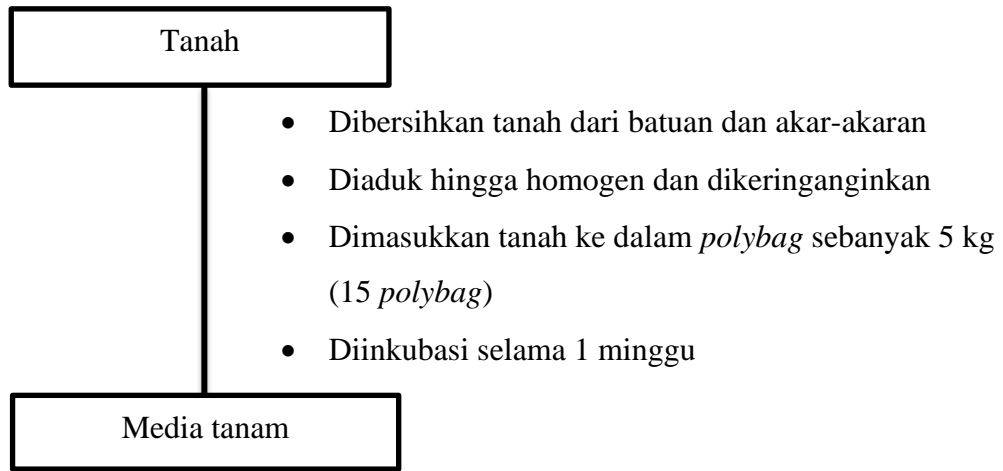 Tanah
• Dibersihkan tanah dari batuan dan akar-akaran
• Diaduk hingga homogen dan dikeringanginkan
• Dimasukkan tanah ke dalam polybag sebanyak 5 kg
(15 polybag)
• Diinkubasi selama 1 minggu
Media tanam